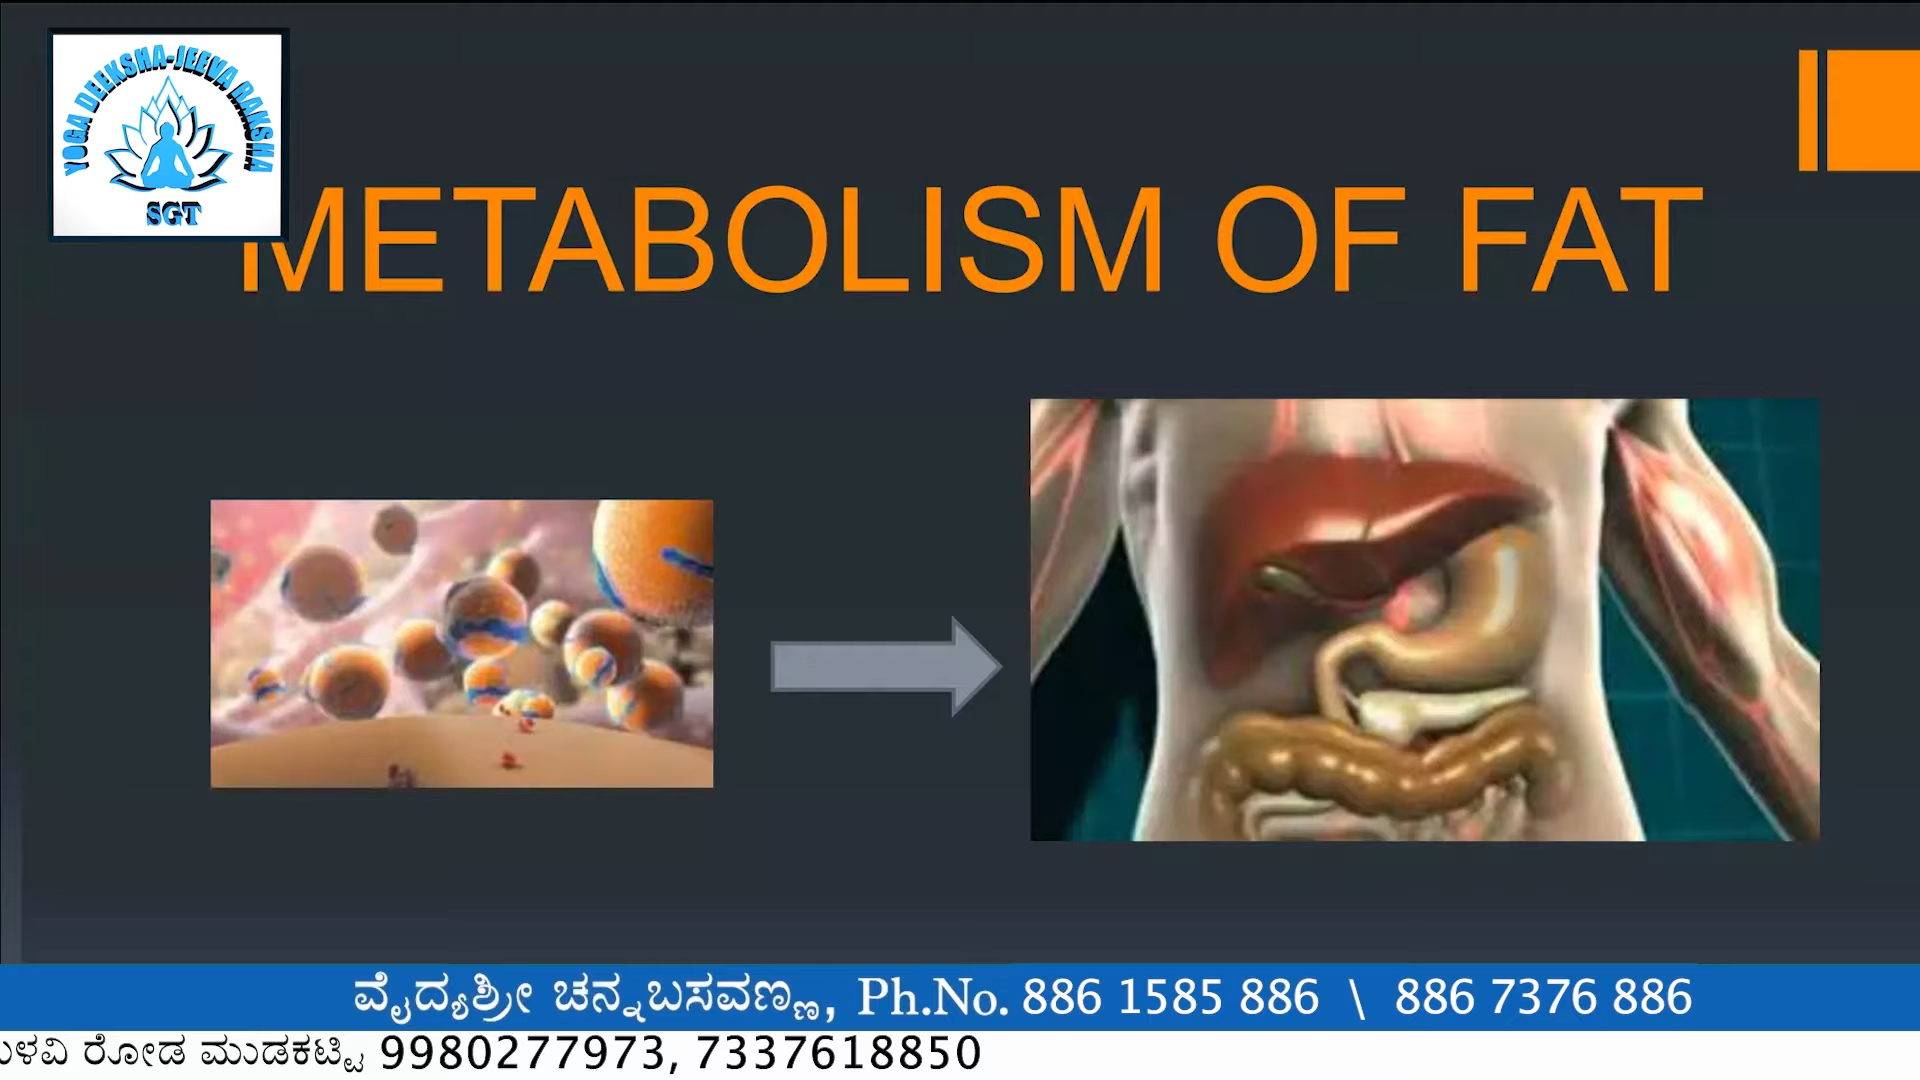 YOGA DEEKSHA-JEEVA RAKSHA
SGT
METABOLISM OF FAT
ವೈದ್ಯಶ್ರೀ ಚನ್ನಬಸವಣ್ಣ, Ph.No. 886 1585 886 \ 886 7376 886
ರೋಡ ಮುಡಕಟ್ಟಿ 9980277973, 7337618850